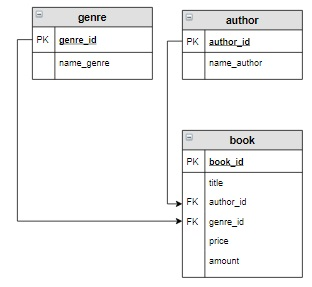 genre
PK genre_id
name_genre
author
PK author_id
name_author
book
PK book_id
title
FK author_id
FK genre_id
price
amount